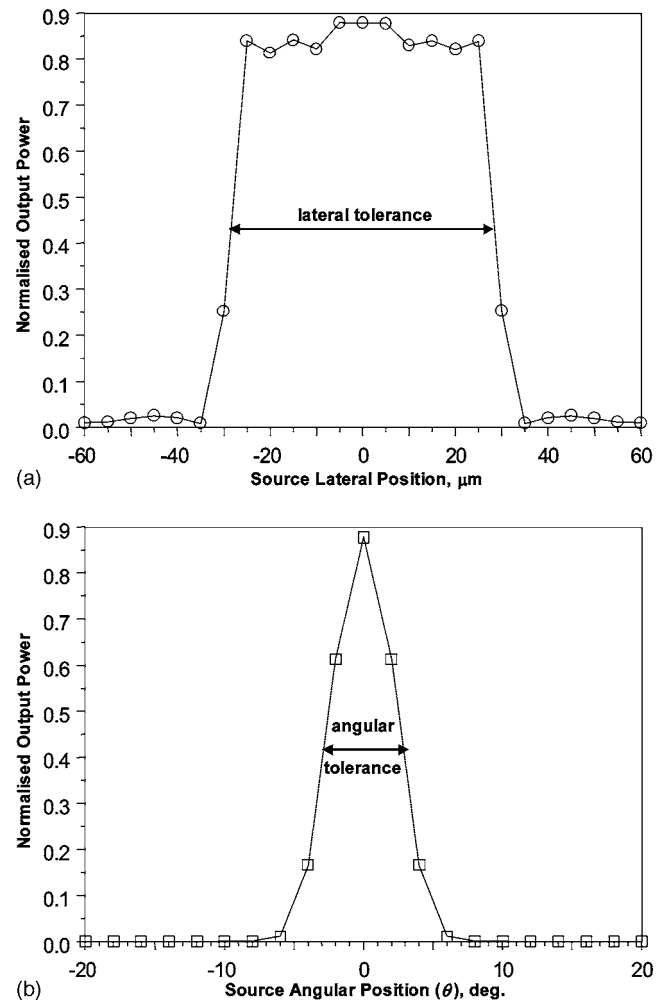 0.9
0.8
0.7
0.6
0.5
0.4
0.3
0.2
0.1
0.0
Normalised Output Power
lateral tolerance
-60 -40 -20 0 20 40 60
Source Lateral Position, μm
(a)
0.9
0.8
0.7
0.6
0.5
0.4
0.3
0.2
0.1
0.0
Normalised Output Power
angular
tolerance
-20 -10 0 10 20
Source Angular Position (θ), deg.
(b)